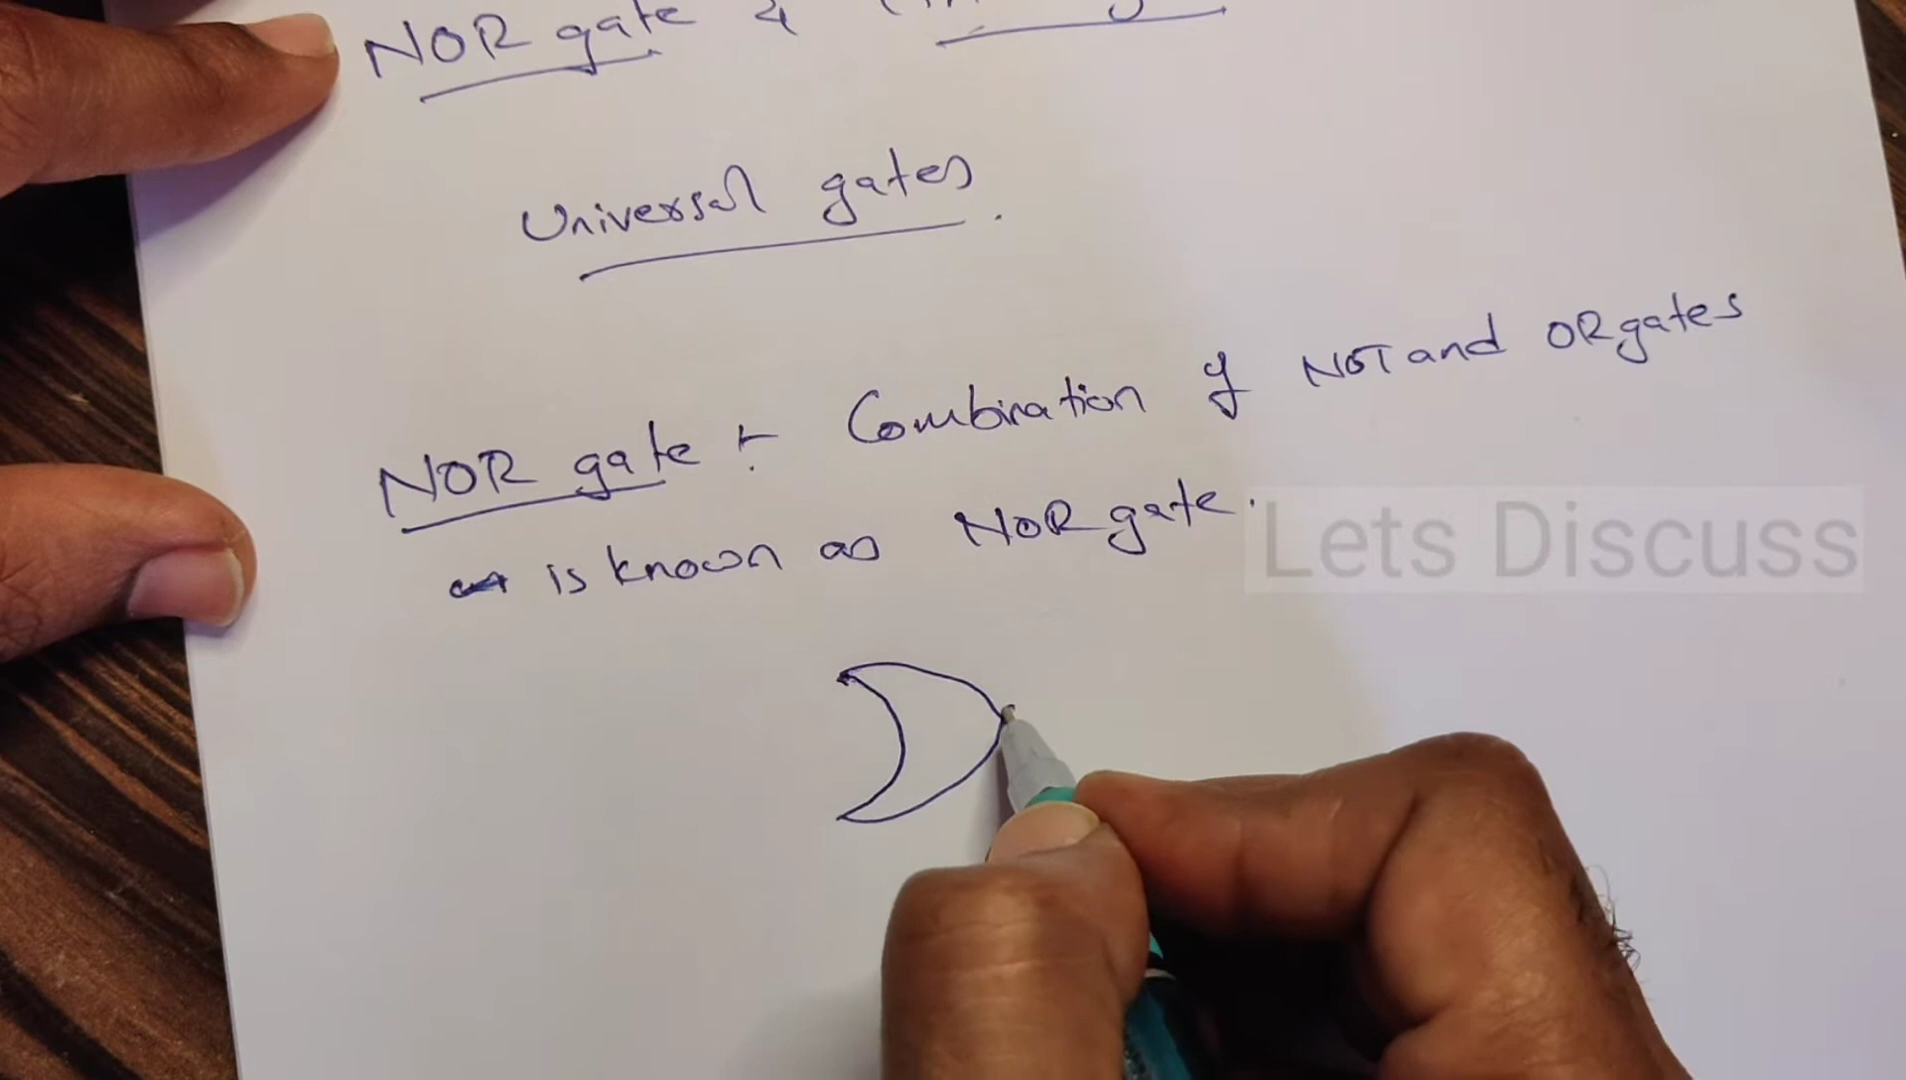 NOR gate &
Universal gates.
NOR gate :- Combination of NOT and OR gates
is known as NOR gate.
Lets Discuss